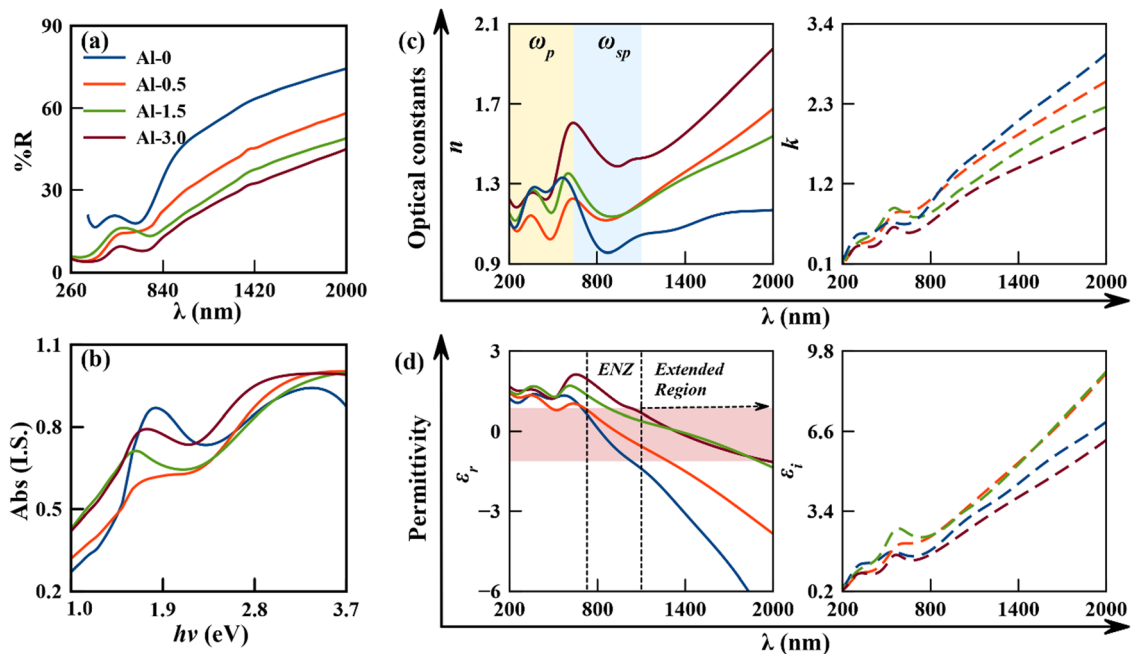 (a)
90
60
30
0
%R
Al-0
Al-0.5
Al-1.5
Al-3.0
260 840 1420 2000
λ (nm)
(b)
1.1
0.8
0.5
0.2
Abs (I.S.)
1.0 1.9 2.8 3.7
hν (eV)
(c)
Optical constants
n
2.1
1.7
1.3
0.9
ωp
ωsp
200 800 1400 2000
k
3.4
2.3
1.2
0.1
200 800 1400 2000
λ (nm)
(d)
Permittivity
εr
3
0
−3
−6
ENZ
Extended
Region
200 800 1400 2000
εi
9.8
6.6
3.4
0.2
200 800 1400 2000
λ (nm)